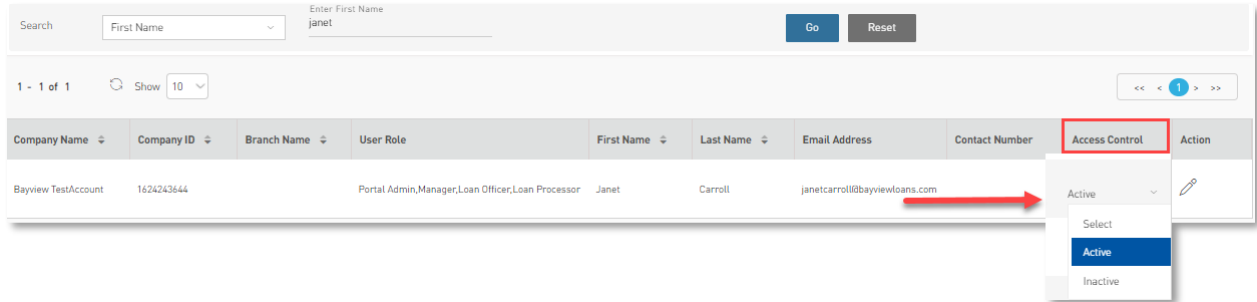 Search
First Name
Enter First Name
janet
Go
Reset
1 - 1 of 1
Show
10
<< < 1 > >>
Company Name Company ID Branch Name User Role First Name Last Name Email Address Contact Number Access Control Action
Bayview TestAccount 1624243644 Portal Admin,Manager,Loan Officer,Loan Processor Janet Carroll janetcarroll@bayviewloans.com Active
Select
Active
Inactive